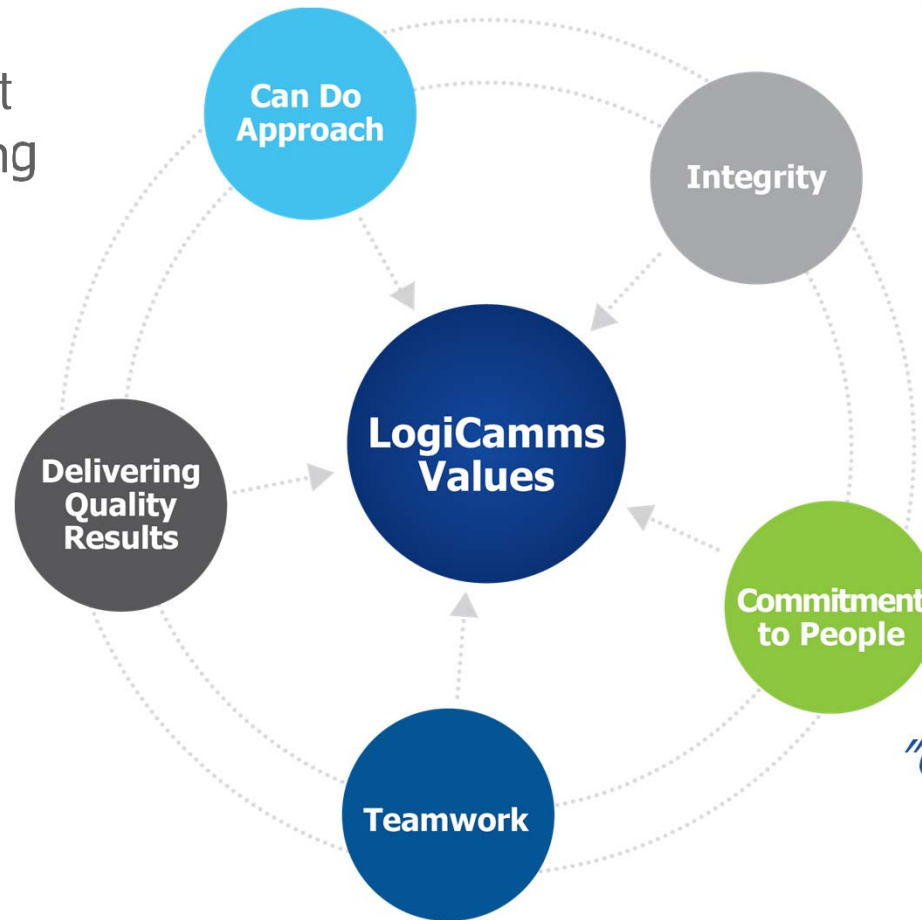 Can Do
Approach
Integrity
LogiCamms
Values
Delivering
Quality
Results
Commitment
to People
Teamwork